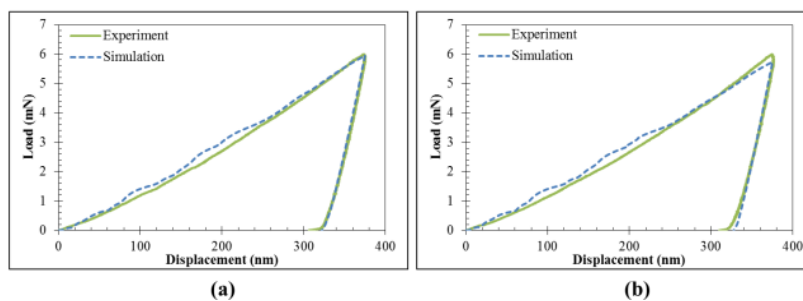 7
6
5
4
3
2
1
0
Load (mN)
Experiment
Simulation
0 100 200 300 400
Displacement (nm)
(a)
7
6
5
4
3
2
1
0
Load (mN)
Experiment
Simulation
0 100 200 300 400
Displacement (nm)
(b)